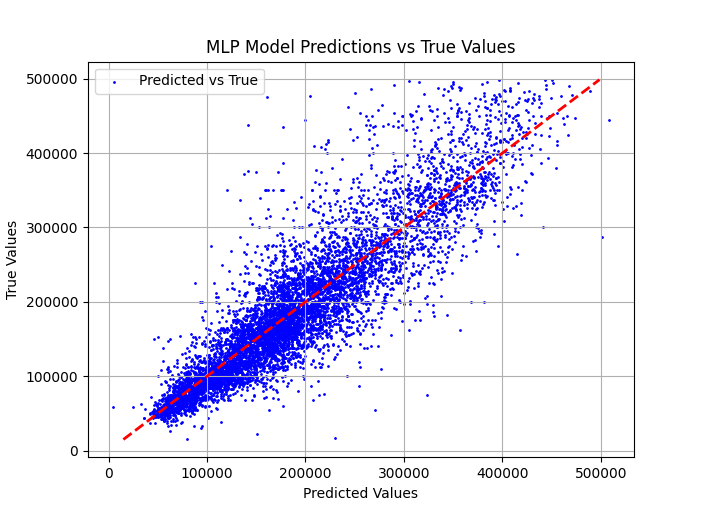 MLP Model Predictions vs True Values
Predicted vs True
500000
400000
300000
200000
100000
0
True Values
0 100000 200000 300000 400000 500000
Predicted Values